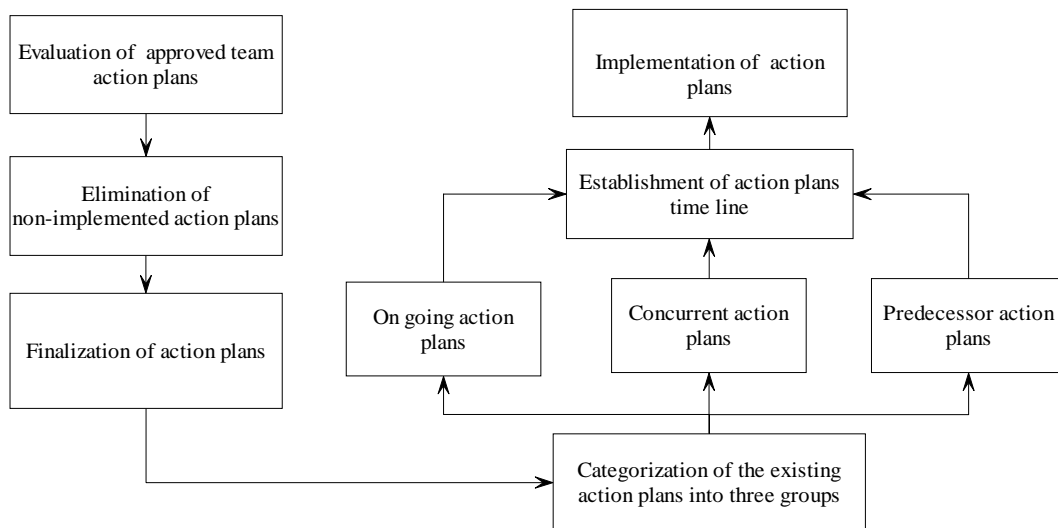 Evaluation of approved team
action plans
Elimination of
non-implemented action plans
Finalization of action plans
Implementation of action
plans
Establishment of action plans
time line
On going action
plans
Concurrent action
plans
Predecessor action
plans
Categorization of the existing
action plans into three groups